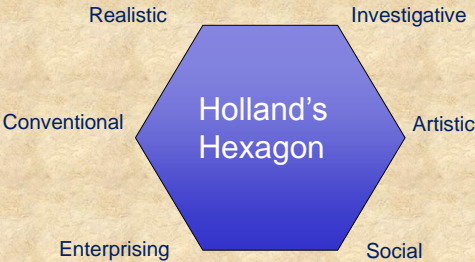 Realistic
Investigative
Holland's
Hexagon
Conventional
Artistic
Enterprising
Social